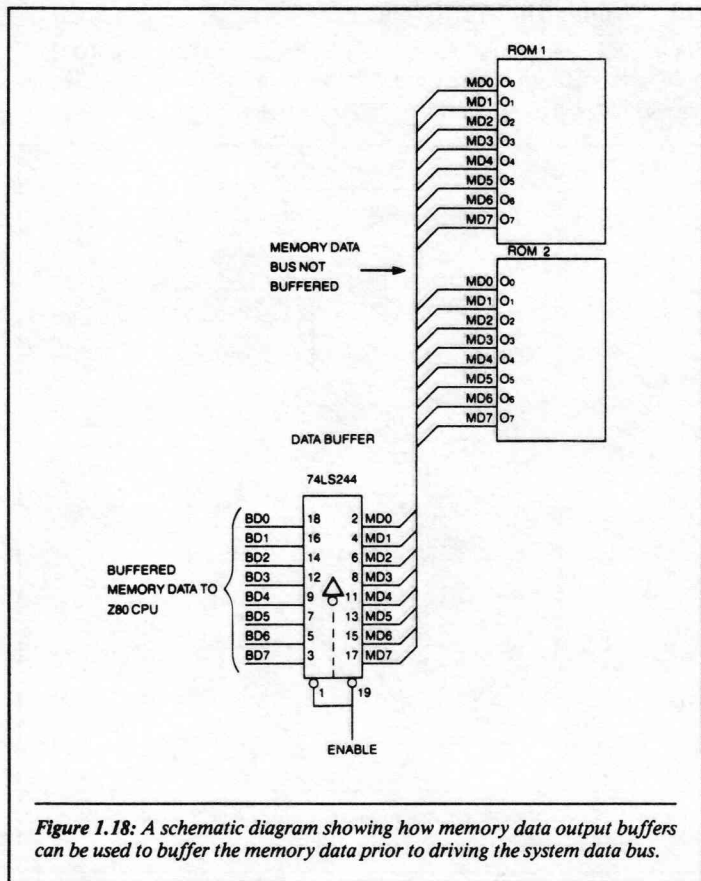 ROM 1
MD0 O0
MD1 O1
MD2 O2
MD3 O3
MD4 O4
MD5 O5
MD6 O6
MD7 O7
MEMORY DATA
BUS NOT
BUFFERED
ROM 2
MD0 O0
MD1 O1
MD2 O2
MD3 O3
MD4 O4
MD5 O5
MD6 O6
MD7 O7
DATA BUFFER
74LS244
BD0 18 2 MD0
BD1 16 4 MD1
BD2 14 6 MD2
BD3 12 8 MD3
BD4 9 11 MD4
BD5 7 13 MD5
BD6 5 15 MD6
BD7 3 17 MD7
BUFFERED
MEMORY DATA TO
Z80 CPU
1 19
ENABLE
Figure 1.18: A schematic diagram showing how memory data output buffers
can be used to buffer the memory data prior to driving the system data bus.